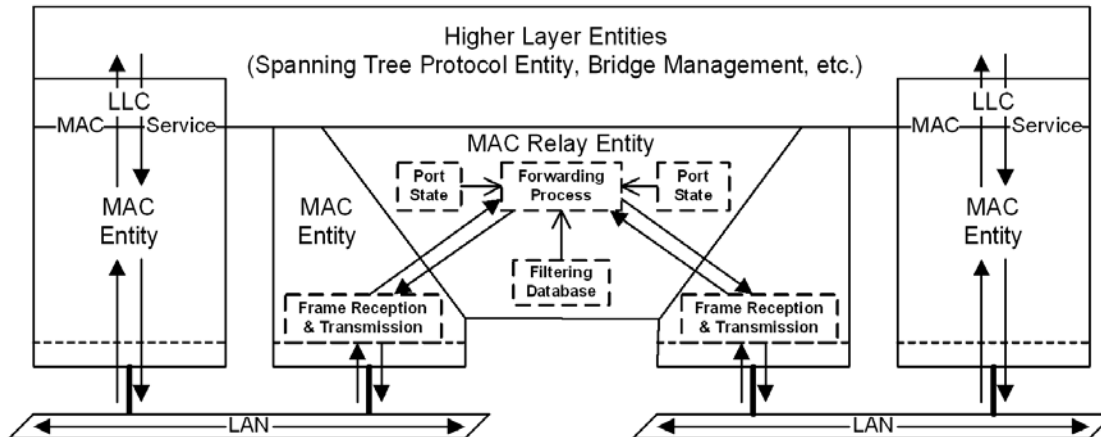 Higher Layer Entities
(Spanning Tree Protocol Entity, Bridge Management, etc.)
LLC
MAC Service
MAC
Entity
MAC
Entity
MAC Relay Entity
Port
State
Forwarding
Process
Port
State
Filtering
Database
Frame Reception
& Transmission
Frame Reception
& Transmission
LLC
MAC Service
MAC
Entity
LAN
LAN